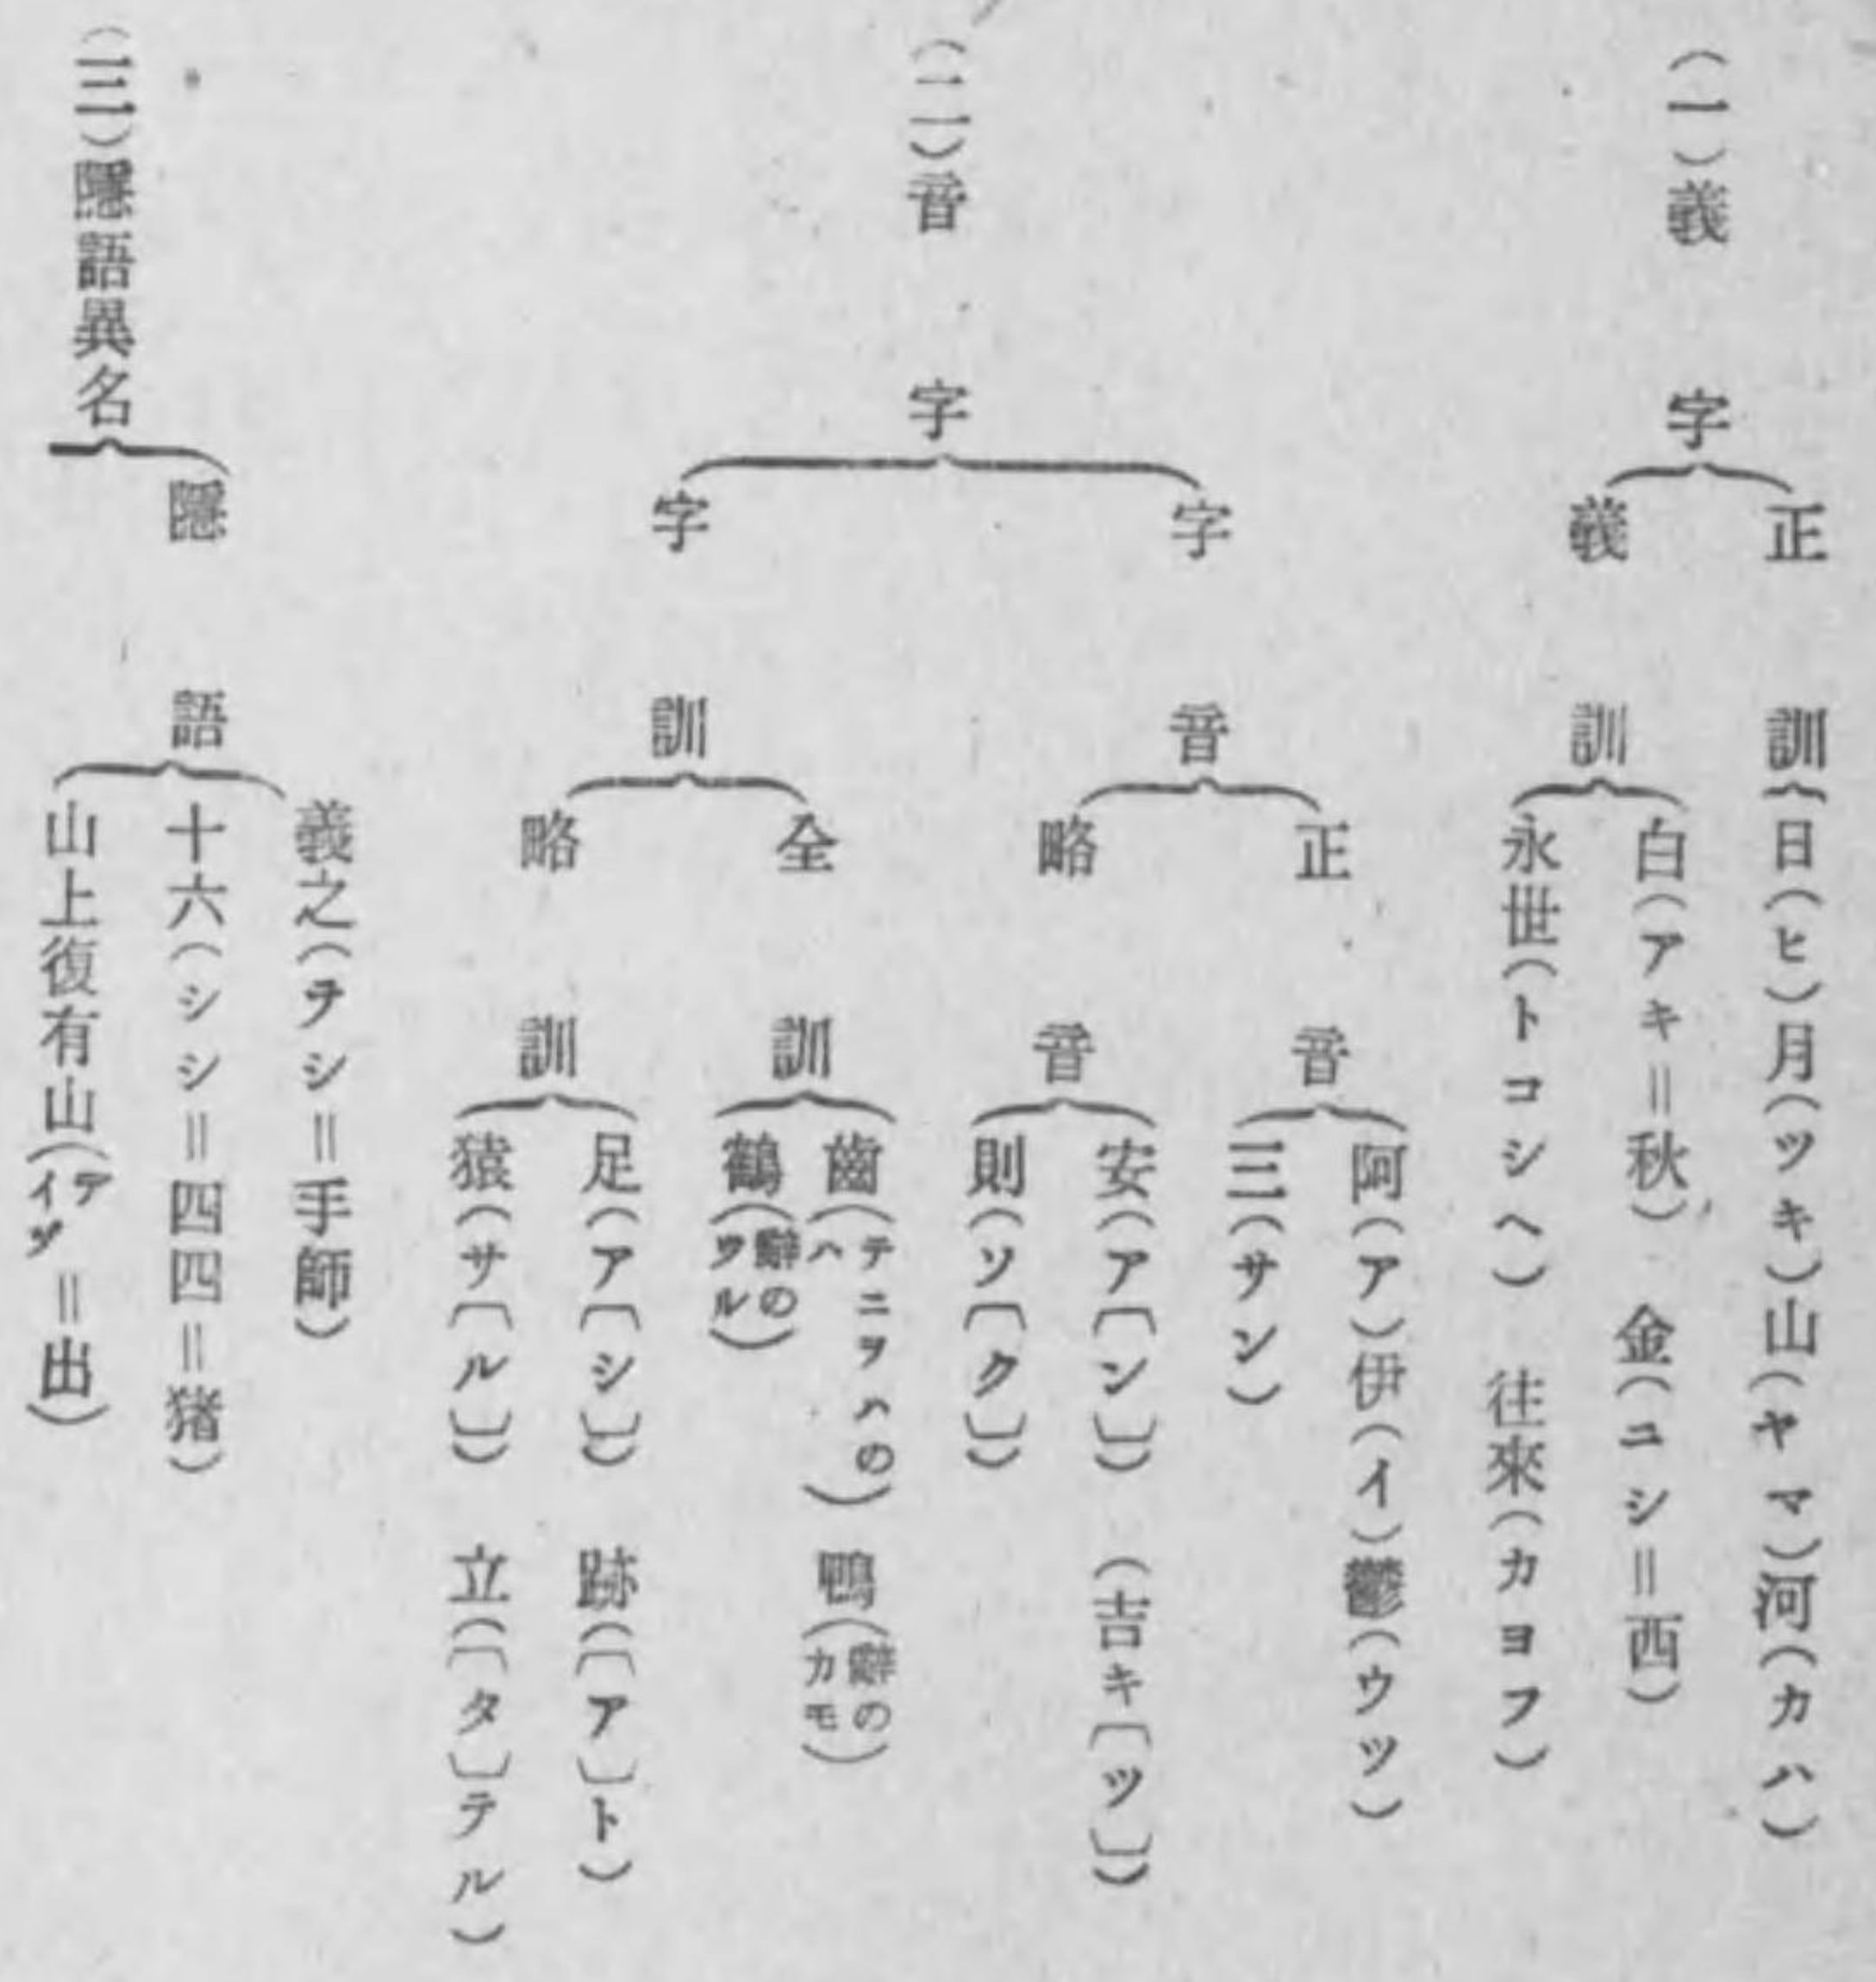 (一)義字
正訓
日(ヒ)月(ツキ)山(ヤマ)河(カハ)
義訓
白(アキ=秋) 金(ニシ=西)
永世(トコシヘ) 往來(カヨフ)
(二)音字
字音
正音
阿(ア)伊(イ)鬱(ウツ)
三(サン)
略音
安(ア〔ン〕) (吉キ〔ツ〕)
則(ソ〔ク〕)
字訓
全訓
齒(テニヲハのハ) 鴨(辭のカモ)
鶴(辭のツル)
略訓
足(ア〔シ〕) 跡(〔ア〕ト)
猿(サ〔ル〕) 立(〔タ〕テル)
(三)隱語異名
隱語
義之(テシ=手師)
十六(シシ=四四=猪)
山上復有山(イデヅ=出)